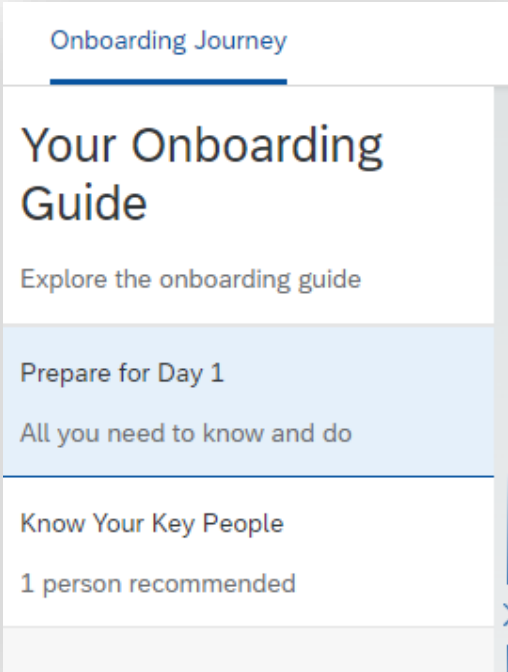 Onboarding Journey
Your Onboarding
Guide
Explore the onboarding guide
Prepare for Day 1
All you need to know and do
Know Your Key People
1 person recommended